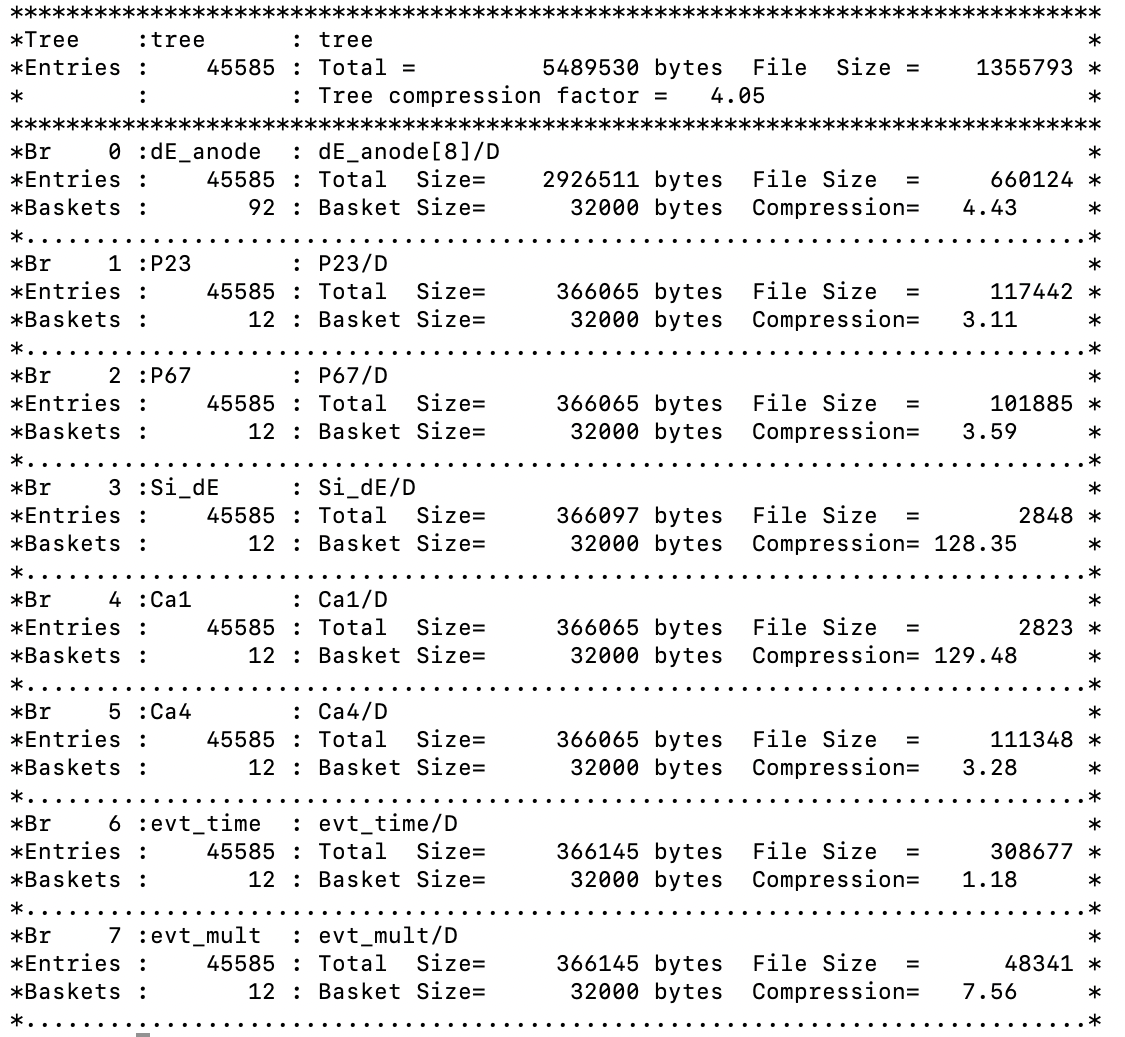 ******************************************************************************
*Tree    :tree      : tree                                                   *
*Entries :    45585 : Total =         5489530 bytes  File  Size =    1355793 *
*        :          : Tree compression factor =   4.05                       *
******************************************************************************
*Br    0 :dE_anode  : dE_anode[8]/D                                          *
*Entries :    45585 : Total  Size=    2926511 bytes  File Size  =     660124 *
*Baskets :       92 : Basket Size=      32000 bytes  Compression=   4.43     *
*............................................................................*
*Br    1 :P23       : P23/D                                                  *
*Entries :    45585 : Total  Size=     366065 bytes  File Size  =     117442 *
*Baskets :       12 : Basket Size=      32000 bytes  Compression=   3.11     *
*............................................................................*
*Br    2 :P67       : P67/D                                                  *
*Entries :    45585 : Total  Size=     366065 bytes  File Size  =     101885 *
*Baskets :       12 : Basket Size=      32000 bytes  Compression=   3.59     *
*............................................................................*
*Br    3 :Si_dE     : Si_dE/D                                                *
*Entries :    45585 : Total  Size=     366097 bytes  File Size  =       2848 *
*Baskets :       12 : Basket Size=      32000 bytes  Compression= 128.35     *
*............................................................................*
*Br    4 :Ca1       : Ca1/D                                                  *
*Entries :    45585 : Total  Size=     366065 bytes  File Size  =       2823 *
*Baskets :       12 : Basket Size=      32000 bytes  Compression= 129.48     *
*............................................................................*
*Br    5 :Ca4       : Ca4/D                                                  *
*Entries :    45585 : Total  Size=     366065 bytes  File Size  =     111348 *
*Baskets :       12 : Basket Size=      32000 bytes  Compression=   3.28     *
*............................................................................*
*Br    6 :evt_time  : evt_time/D                                             *
*Entries :    45585 : Total  Size=     366145 bytes  File Size  =     308677 *
*Baskets :       12 : Basket Size=      32000 bytes  Compression=   1.18     *
*............................................................................*
*Br    7 :evt_mult  : evt_mult/D                                             *
*Entries :    45585 : Total  Size=     366145 bytes  File Size  =      48341 *
*Baskets :       12 : Basket Size=      32000 bytes  Compression=   7.56     *
*............................................................................*